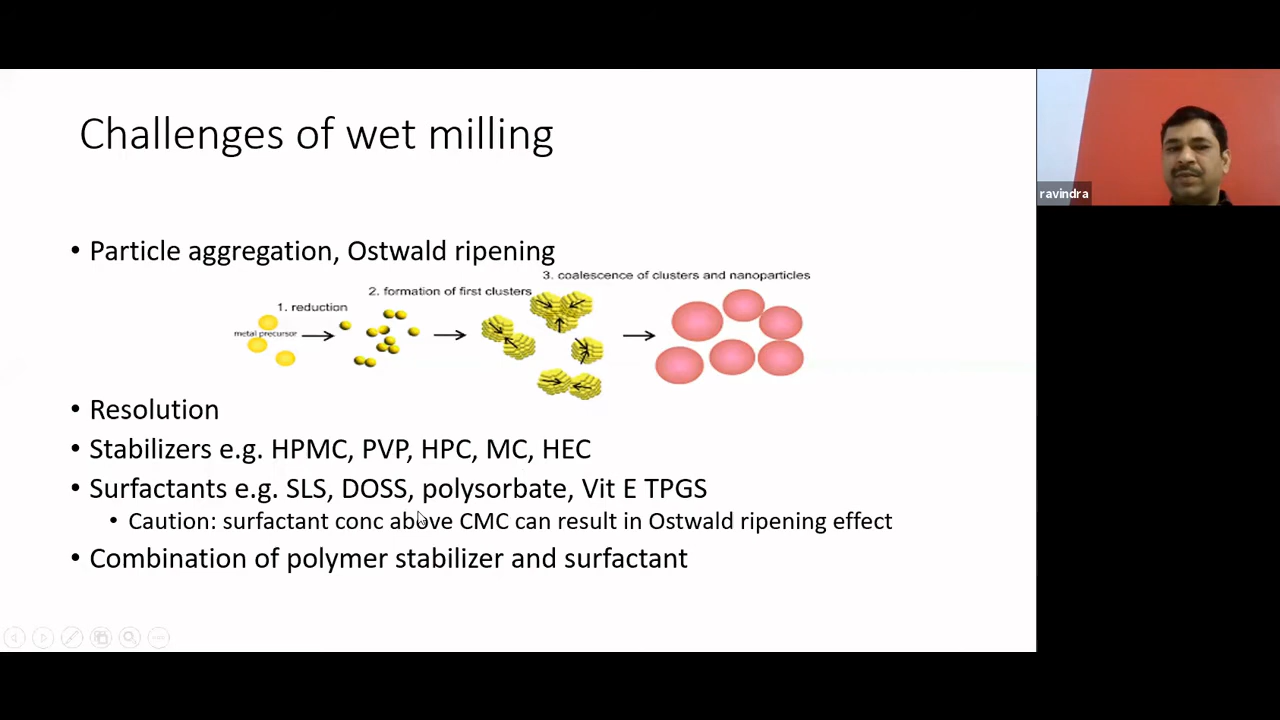 Challenges of wet milling
ravindra
• Particle aggregation, Ostwald ripening
3. coalescence of clusters and nanoparticles
2. formation of first clusters
1. reduction
metal precursor
• Resolution
• Stabilizers e.g. HPMC, PVP, HPC, MC, HEC
• Surfactants e.g. SLS, DOSS, polysorbate, Vit E TPGS
• Caution: surfactant conc above CMC can result in Ostwald ripening effect
• Combination of polymer stabilizer and surfactant